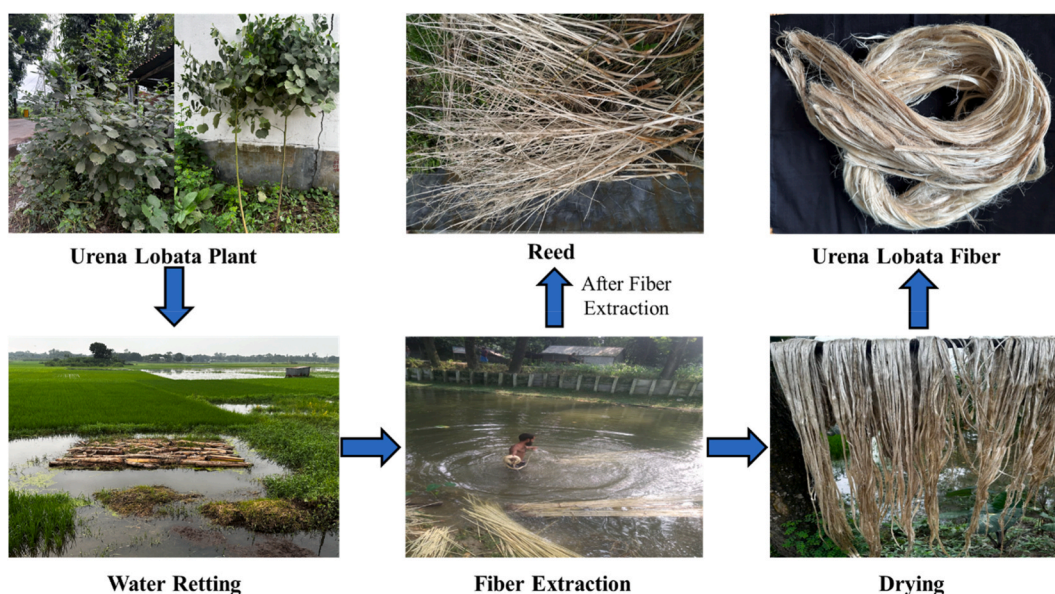 Urena Lobata Plant
Reed
Urena Lobata Fiber
After Fiber
Extraction
Water Retting
Fiber Extraction
Drying